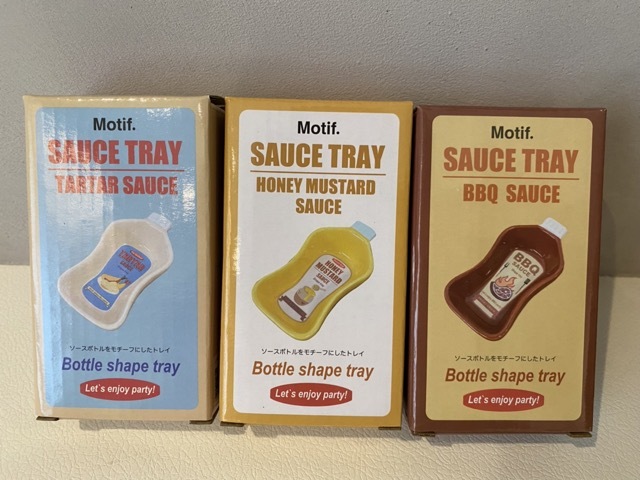 Motif.
SAUCE TRAY
TARTAR SAUCE
ソースボトルをモチーフにしたトレイ
Bottle shape tray
Let's enjoy party!
Motif.
SAUCE TRAY
HONEY MUSTARD
SAUCE
HONEY
MUSTARD
SAUCE
ソースボトルをモチーフにしたトレイ
Bottle shape tray
Let's enjoy party!
Motif.
SAUCE TRAY
BBQ SAUCE
BBQ
SAUCE
ソースボトルをモチーフにしたトレイ
Bottle shape tray
Let's enjoy party!